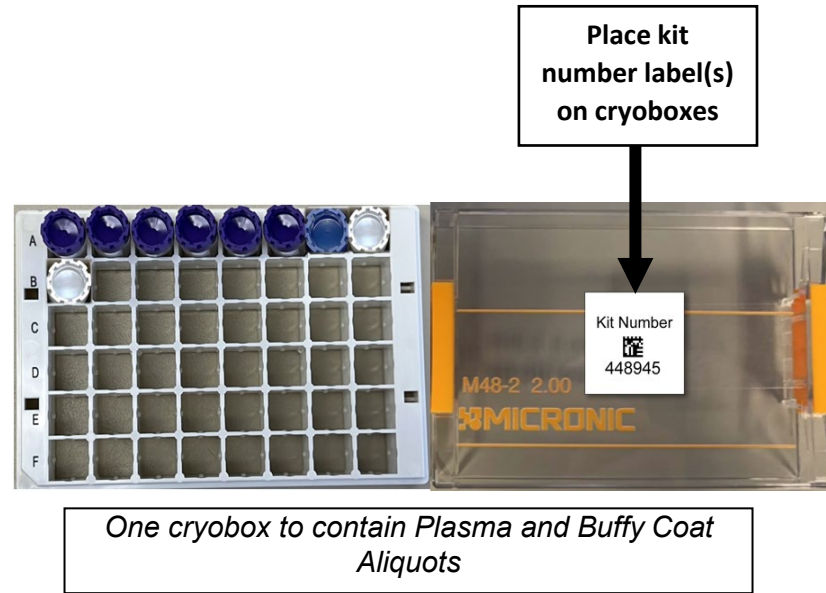 Place kit
number label(s)
on cryoboxes
A
B
C
D
E
F
Kit Number
448945
M48-2 2.00
MICRONIC
One cryobox to contain Plasma and Buffy Coat
Aliquots